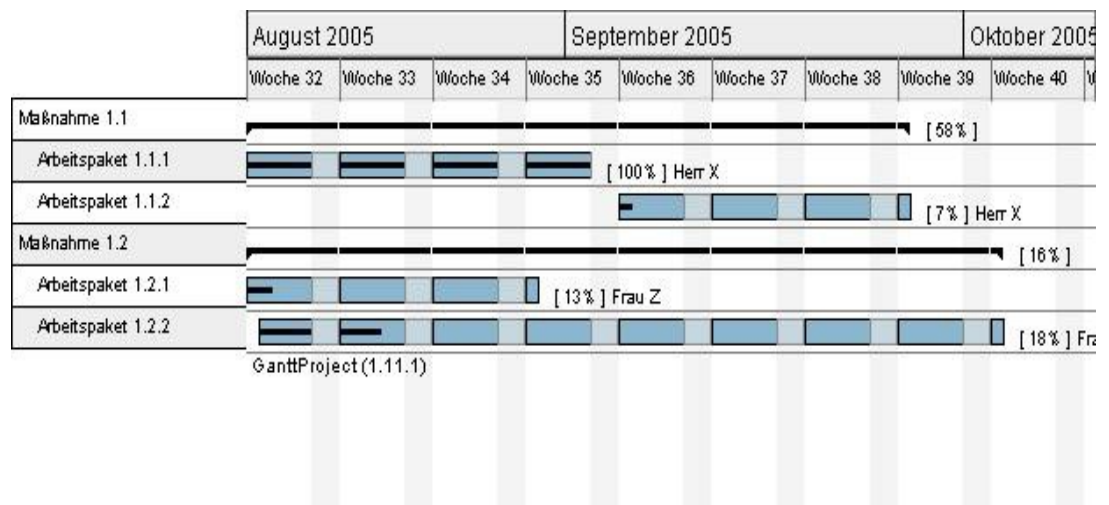 August 2005 September 2005 Oktober 2005
Woche 32 Woche 33 Woche 34 Woche 35 Woche 36 Woche 37 Woche 38 Woche 39 Woche 40
Maßnahme 1.1 [ 58% ]
Arbeitspaket 1.1.1 [ 100% ] Herr X
Arbeitspaket 1.1.2 [ 7% ] Herr X
Maßnahme 1.2 [ 16% ]
Arbeitspaket 1.2.1 [ 13% ] Frau Z
Arbeitspaket 1.2.2 [ 18% ]
GanttProject (1.11.1)